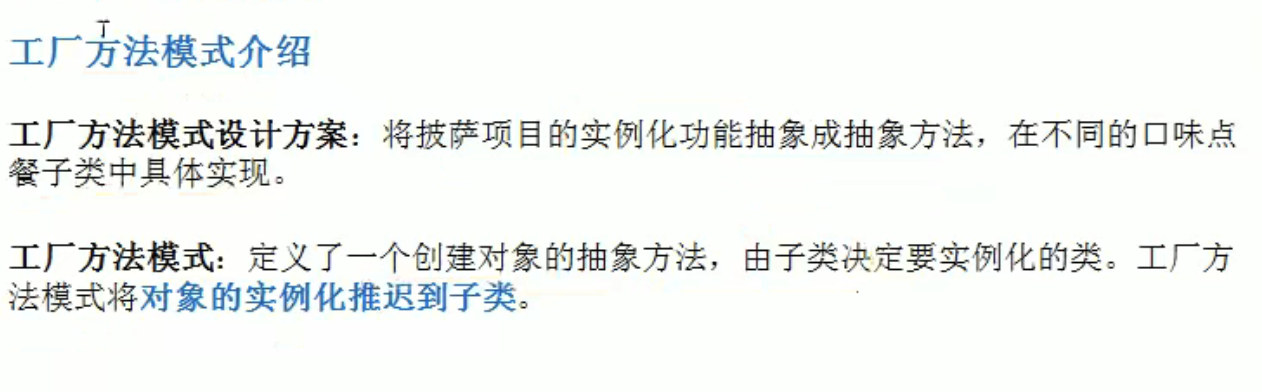 工厂方法模式介绍
工厂方法模式设计方案：将披萨项目的实例化功能抽象成抽象方法，在不同的口味点
餐子类中具体实现。
工厂方法模式：定义了一个创建对象的抽象方法，由子类决定要实例化的类。工厂方
法模式将对象的实例化推迟到子类。